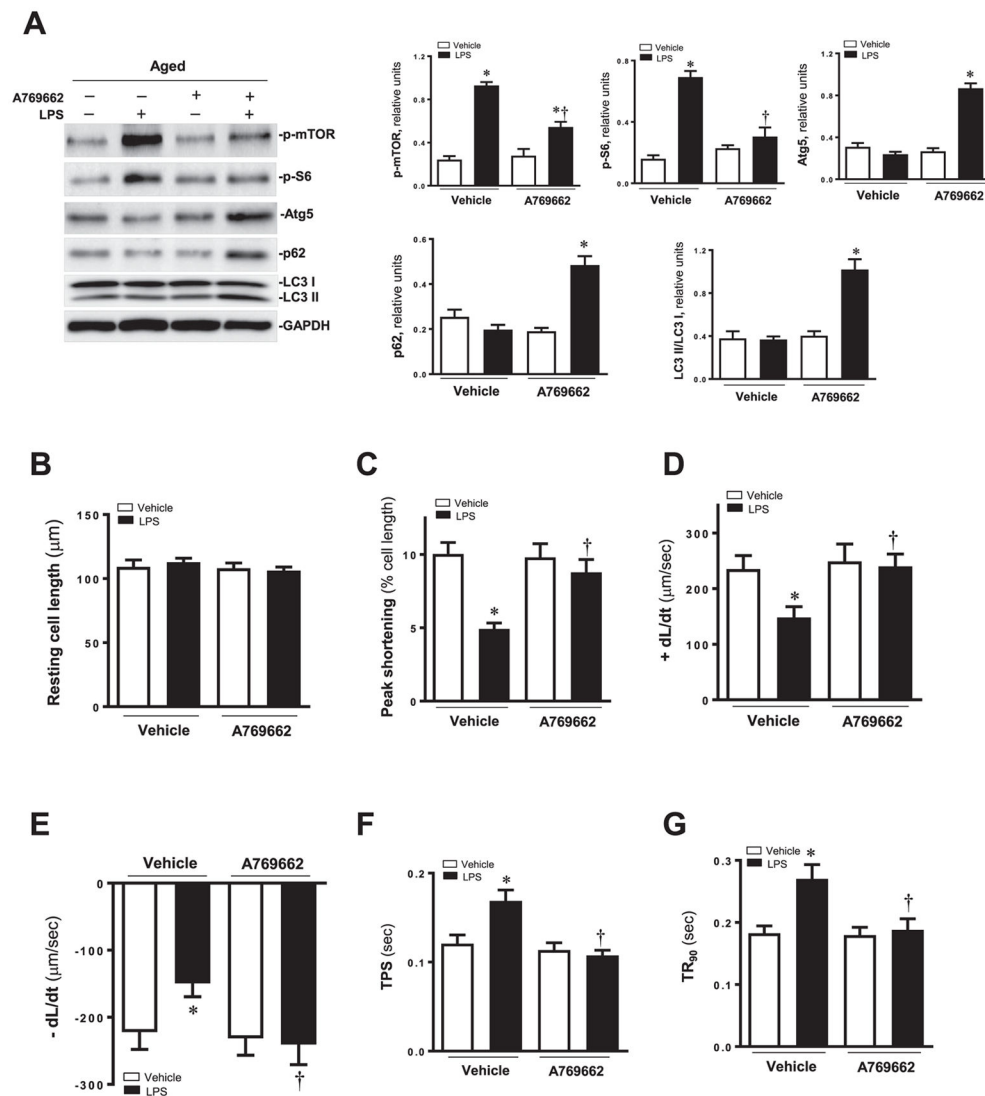 A
Aged
A769662 – – + +
LPS – + – +
-p-mTOR
-p-S6
-Atg5
-p62
-LC3 I
-LC3 II
-GAPDH
Vehicle
LPS
p-mTOR, relative units
1.2
0.8
0.4
0.0
*
*†
Vehicle
A769662
Vehicle
LPS
p-S6, relative units
0.8
0.4
0.0
*
†
Vehicle
A769662
Vehicle
LPS
Atg5, relative units
1.2
0.8
0.4
0.0
*
Vehicle
A769662
p62, relative units
0.6
0.4
0.2
0.0
*
Vehicle
A769662
LC3 II/LC3 I, relative units
1.2
0.8
0.4
0.0
*
Vehicle
A769662
B
Vehicle
LPS
Resting cell length (μm)
150
100
50
0
Vehicle
A769662
C
Vehicle
LPS
Peak shortening (% cell length)
10
5
0
*
†
Vehicle
A769662
D
Vehicle
LPS
+ dL/dt (μm/sec)
300
200
100
0
*
†
Vehicle
A769662
E
Vehicle
A769662
- dL/dt (μm/sec)
0
-100
-200
-300
*
†
Vehicle
LPS
F
Vehicle
LPS
TPS (sec)
0.2
0.1
0.0
*
†
Vehicle
A769662
G
Vehicle
LPS
TR90 (sec)
0.3
0.2
0.1
0.0
*
†
Vehicle
A769662